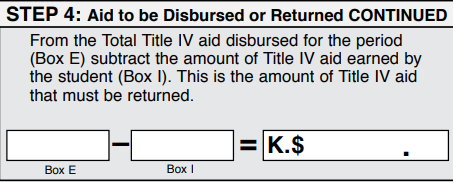 STEP 4: Aid to be Disbursed or Returned CONTINUED
From the Total Title IV aid disbursed for the period
(Box E) subtract the amount of Title IV aid earned by
the student (Box I). This is the amount of Title IV aid
that must be returned.
– = K.$ .
Box E Box I